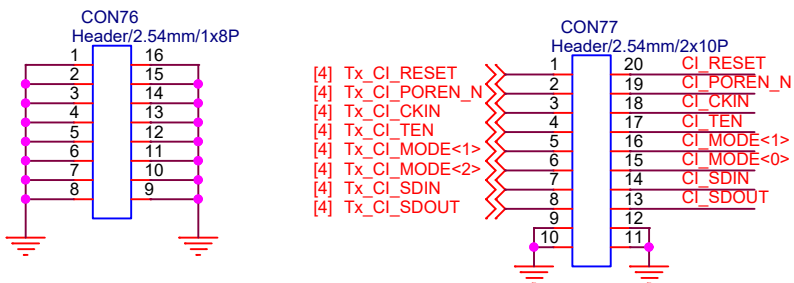 CON76
Header/2.54mm/1x8P
1 16
2 15
3 14
4 13
5 12
6 11
7 10
8 9
CON77
Header/2.54mm/2x10P
[4] Tx_CI_RESET 1 20 CI_RESET
[4] Tx_CI_POREN_N 2 19 CI_POREN_N
[4] Tx_CI_CKIN 3 18 CI_CKIN
[4] Tx_CI_TEN 4 17 CI_TEN
[4] Tx_CI_MODE<1> 5 16 CI_MODE<1>
[4] Tx_CI_MODE<2> 6 15 CI_MODE<0>
[4] Tx_CI_SDIN 7 14 CI_SDIN
[4] Tx_CI_SDOUT 8 13 CI_SDOUT
9 12
10 11